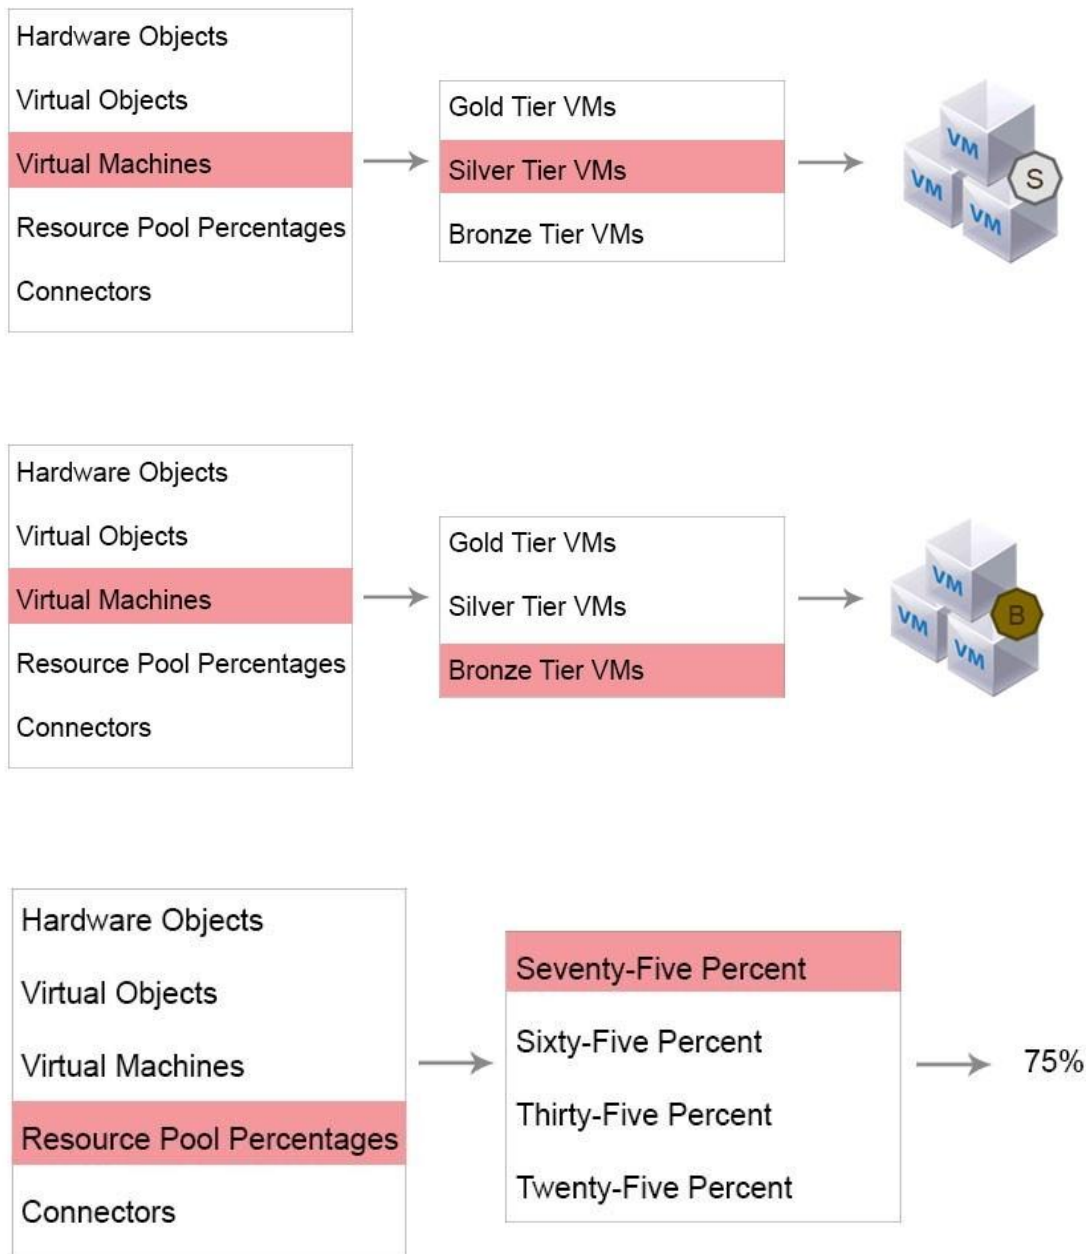 Hardware Objects
Virtual Objects
Virtual Machines
Resource Pool Percentages
Connectors
Gold Tier VMs
Silver Tier VMs
Bronze Tier VMs
VM
VM
VM
S
Hardware Objects
Virtual Objects
Virtual Machines
Resource Pool Percentages
Connectors
Gold Tier VMs
Silver Tier VMs
Bronze Tier VMs
VM
VM
VM
B
Hardware Objects
Virtual Objects
Virtual Machines
Resource Pool Percentages
Connectors
Seventy-Five Percent
Sixty-Five Percent
Thirty-Five Percent
Twenty-Five Percent
75%